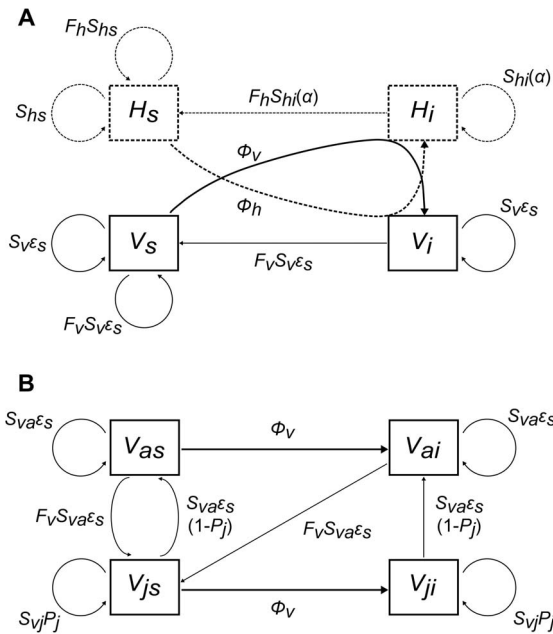 A
FhShs
Shs
Hs
FhShi(α)
Hi
Shi(α)
Φv
Φh
Svεs
Vs
FvSvεs
Vi
Svεs
FvSvεs
B
Svaεs
Vas
Φv
Vai
Svaεs
FvSvaεs
Svaεs
(1-Pj)
FvSvaεs
Svaεs
(1-Pj)
SvjPj
Vjs
Φv
Vji
SvjPj